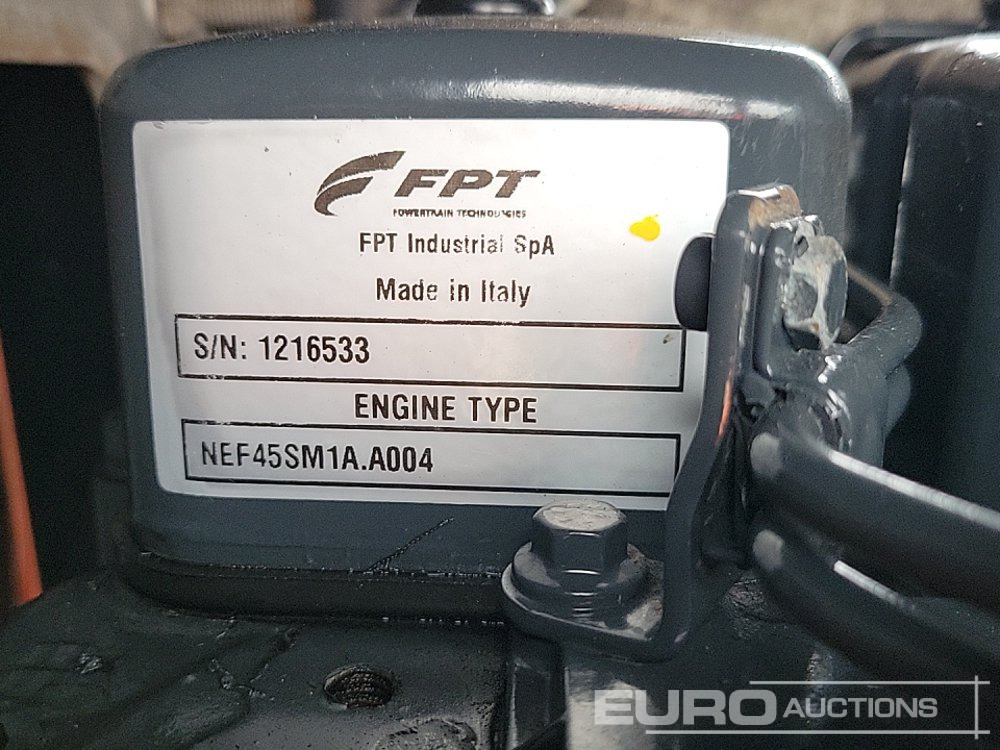 FPT
POWERTRAIN TECHNOLOGIES
FPT Industrial SpA
Made in Italy
S/N: 1216533
ENGINE TYPE
NEF45SM1A.A004
EURO AUCTIONS